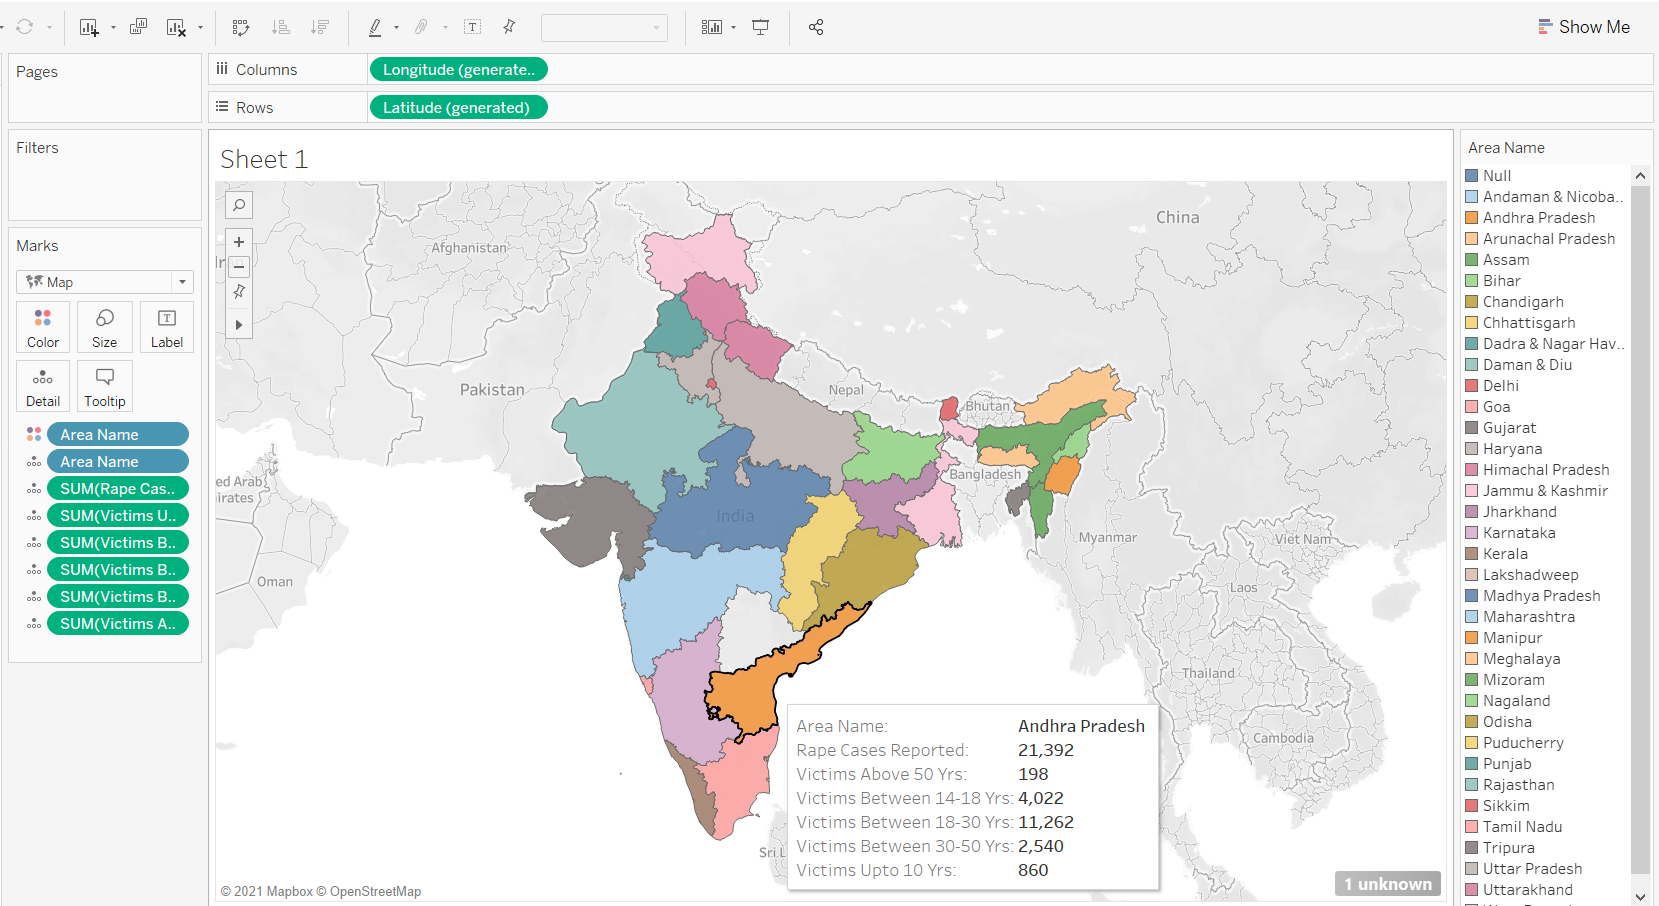 Show Me
Pages
Columns
Longitude (generate..
Rows
Latitude (generated)
Filters
Marks
Map
Color
Size
Label
Detail
Tooltip
Area Name
Area Name
SUM(Rape Cas..
SUM(Victims U..
SUM(Victims B..
SUM(Victims B..
SUM(Victims B..
SUM(Victims A..
Sheet 1
China
Afghanistan
Pakistan
Nepal
Bhutan
ed Arab
irates
Bangladesh
India
Myanmar
Viet Nam
Oman
Laos
Thailand
Cambodia
Sri L
Area Name: Andhra Pradesh
Rape Cases Reported: 21,392
Victims Above 50 Yrs: 198
Victims Between 14-18 Yrs: 4,022
Victims Between 18-30 Yrs: 11,262
Victims Between 30-50 Yrs: 2,540
Victims Upto 10 Yrs: 860
© 2021 Mapbox © OpenStreetMap
1 unknown
Area Name
Null
Andaman & Nicoba..
Andhra Pradesh
Arunachal Pradesh
Assam
Bihar
Chandigarh
Chhattisgarh
Dadra & Nagar Hav..
Daman & Diu
Delhi
Goa
Gujarat
Haryana
Himachal Pradesh
Jammu & Kashmir
Jharkhand
Karnataka
Kerala
Lakshadweep
Madhya Pradesh
Maharashtra
Manipur
Meghalaya
Mizoram
Nagaland
Odisha
Puducherry
Punjab
Rajasthan
Sikkim
Tamil Nadu
Tripura
Uttar Pradesh
Uttarakhand